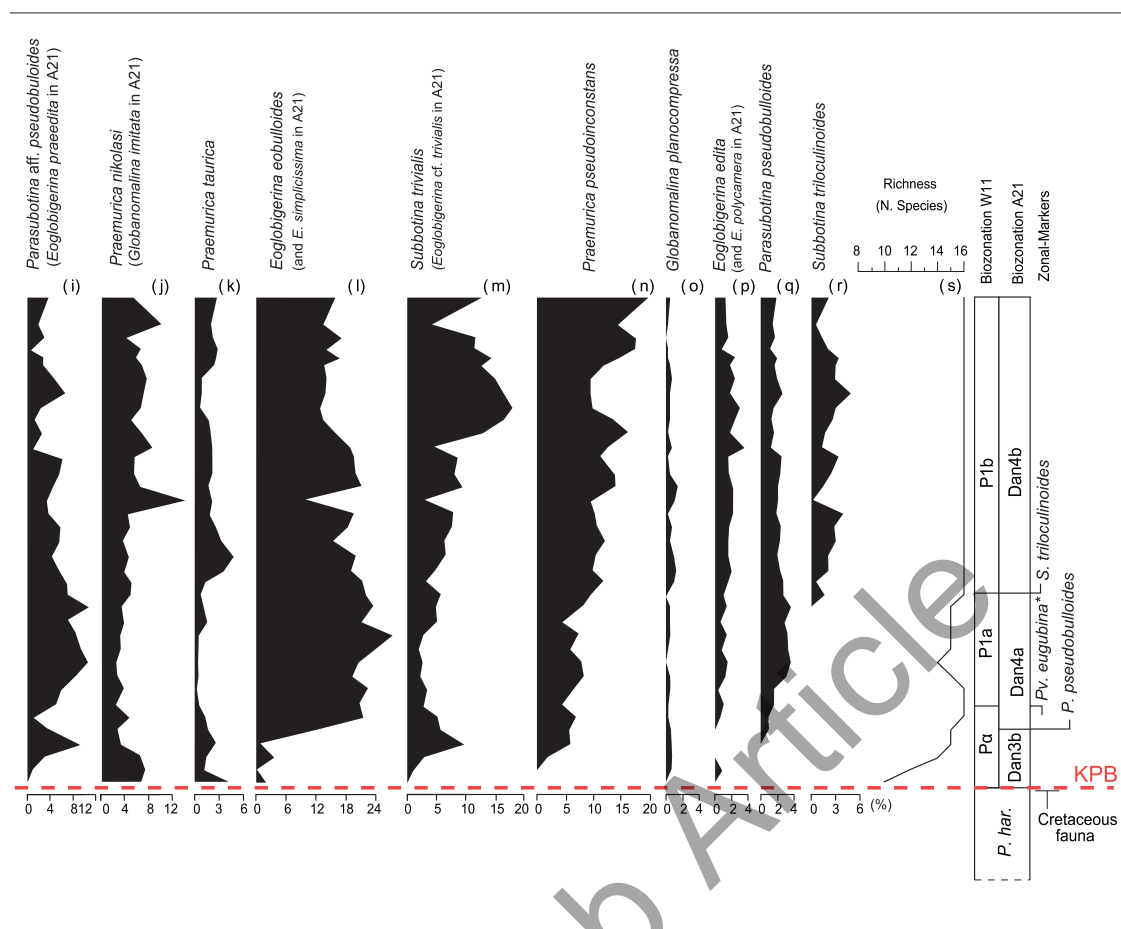 Parasubotina aff. pseudobuloides
(Eoglobigerina praeedita in A21)
Praemurica nikolasi
(Globanomalina imitata in A21)
Praemurica taurica
Eoglobigerina eobulloides
(and E. simplicissima in A21)
Subbotina trivialis
(Eoglobigerina cf. trivialis in A21)
Praemurica pseudoinconstans
Globanomalina planocompressa
Eoglobigerina edita
(and E. polycamera in A21)
Parasubotina pseudobulloides
Subbotina triloculinoides
Richness
(N. Species)
8 10 12 14 16
Biozonation W11
Biozonation A21
Zonal-Markers
(i) (j) (k) (l) (m) (n) (o) (p) (q) (r) (s)
P1b
Dan4b
S. triloculinoides
P1a
Dan4a
Pv. eugubina*
P. pseudobulloides
Pα
Dan3b
KPB
0 4 8 12 0 4 8 12 0 2 4 6 0 6 12 18 24 0 5 10 15 20 0 5 10 15 20 0 2 4 0 2 4 0 2 4 0 3 6 (%)
P. har.
Cretaceous
fauna
b Article